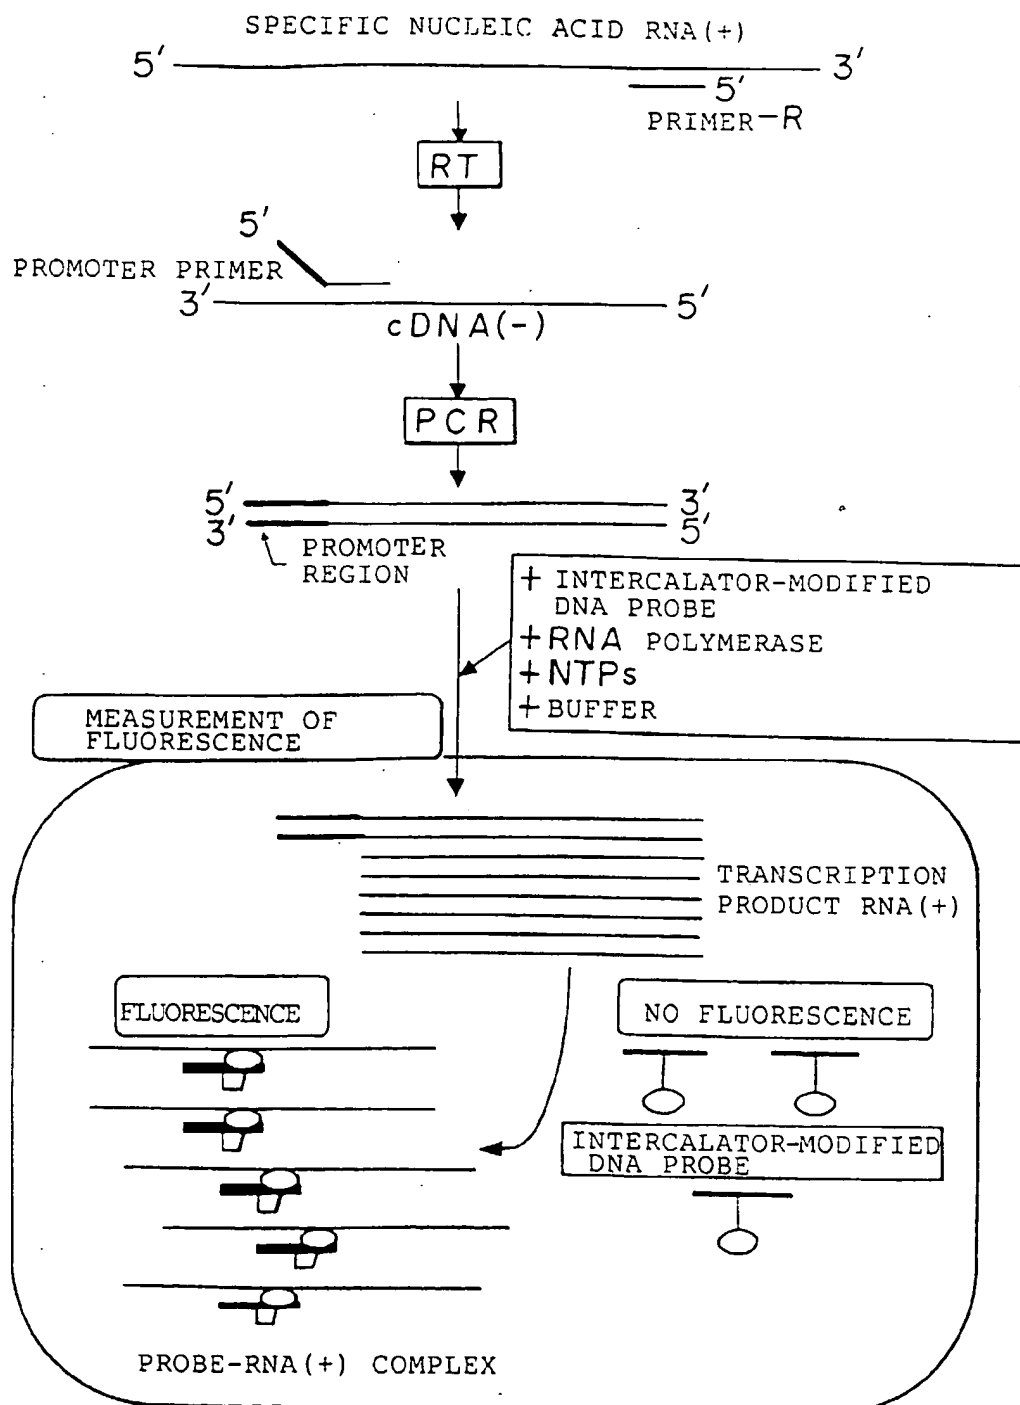 SPECIFIC NUCLEIC ACID RNA(+)
5′ 3′
5′
PRIMER-R
RT
5′
PROMOTER PRIMER
3′ 5′
cDNA(-)
PCR
5′ 3′
3′ 5′
PROMOTER
REGION
+ INTERCALATOR-MODIFIED
DNA PROBE
+RNA POLYMERASE
+NTPs
+BUFFER
MEASUREMENT OF
FLUORESCENCE
TRANSCRIPTION
PRODUCT RNA(+)
FLUORESCENCE
NO FLUORESCENCE
INTERCALATOR-MODIFIED
DNA PROBE
PROBE-RNA(+) COMPLEX